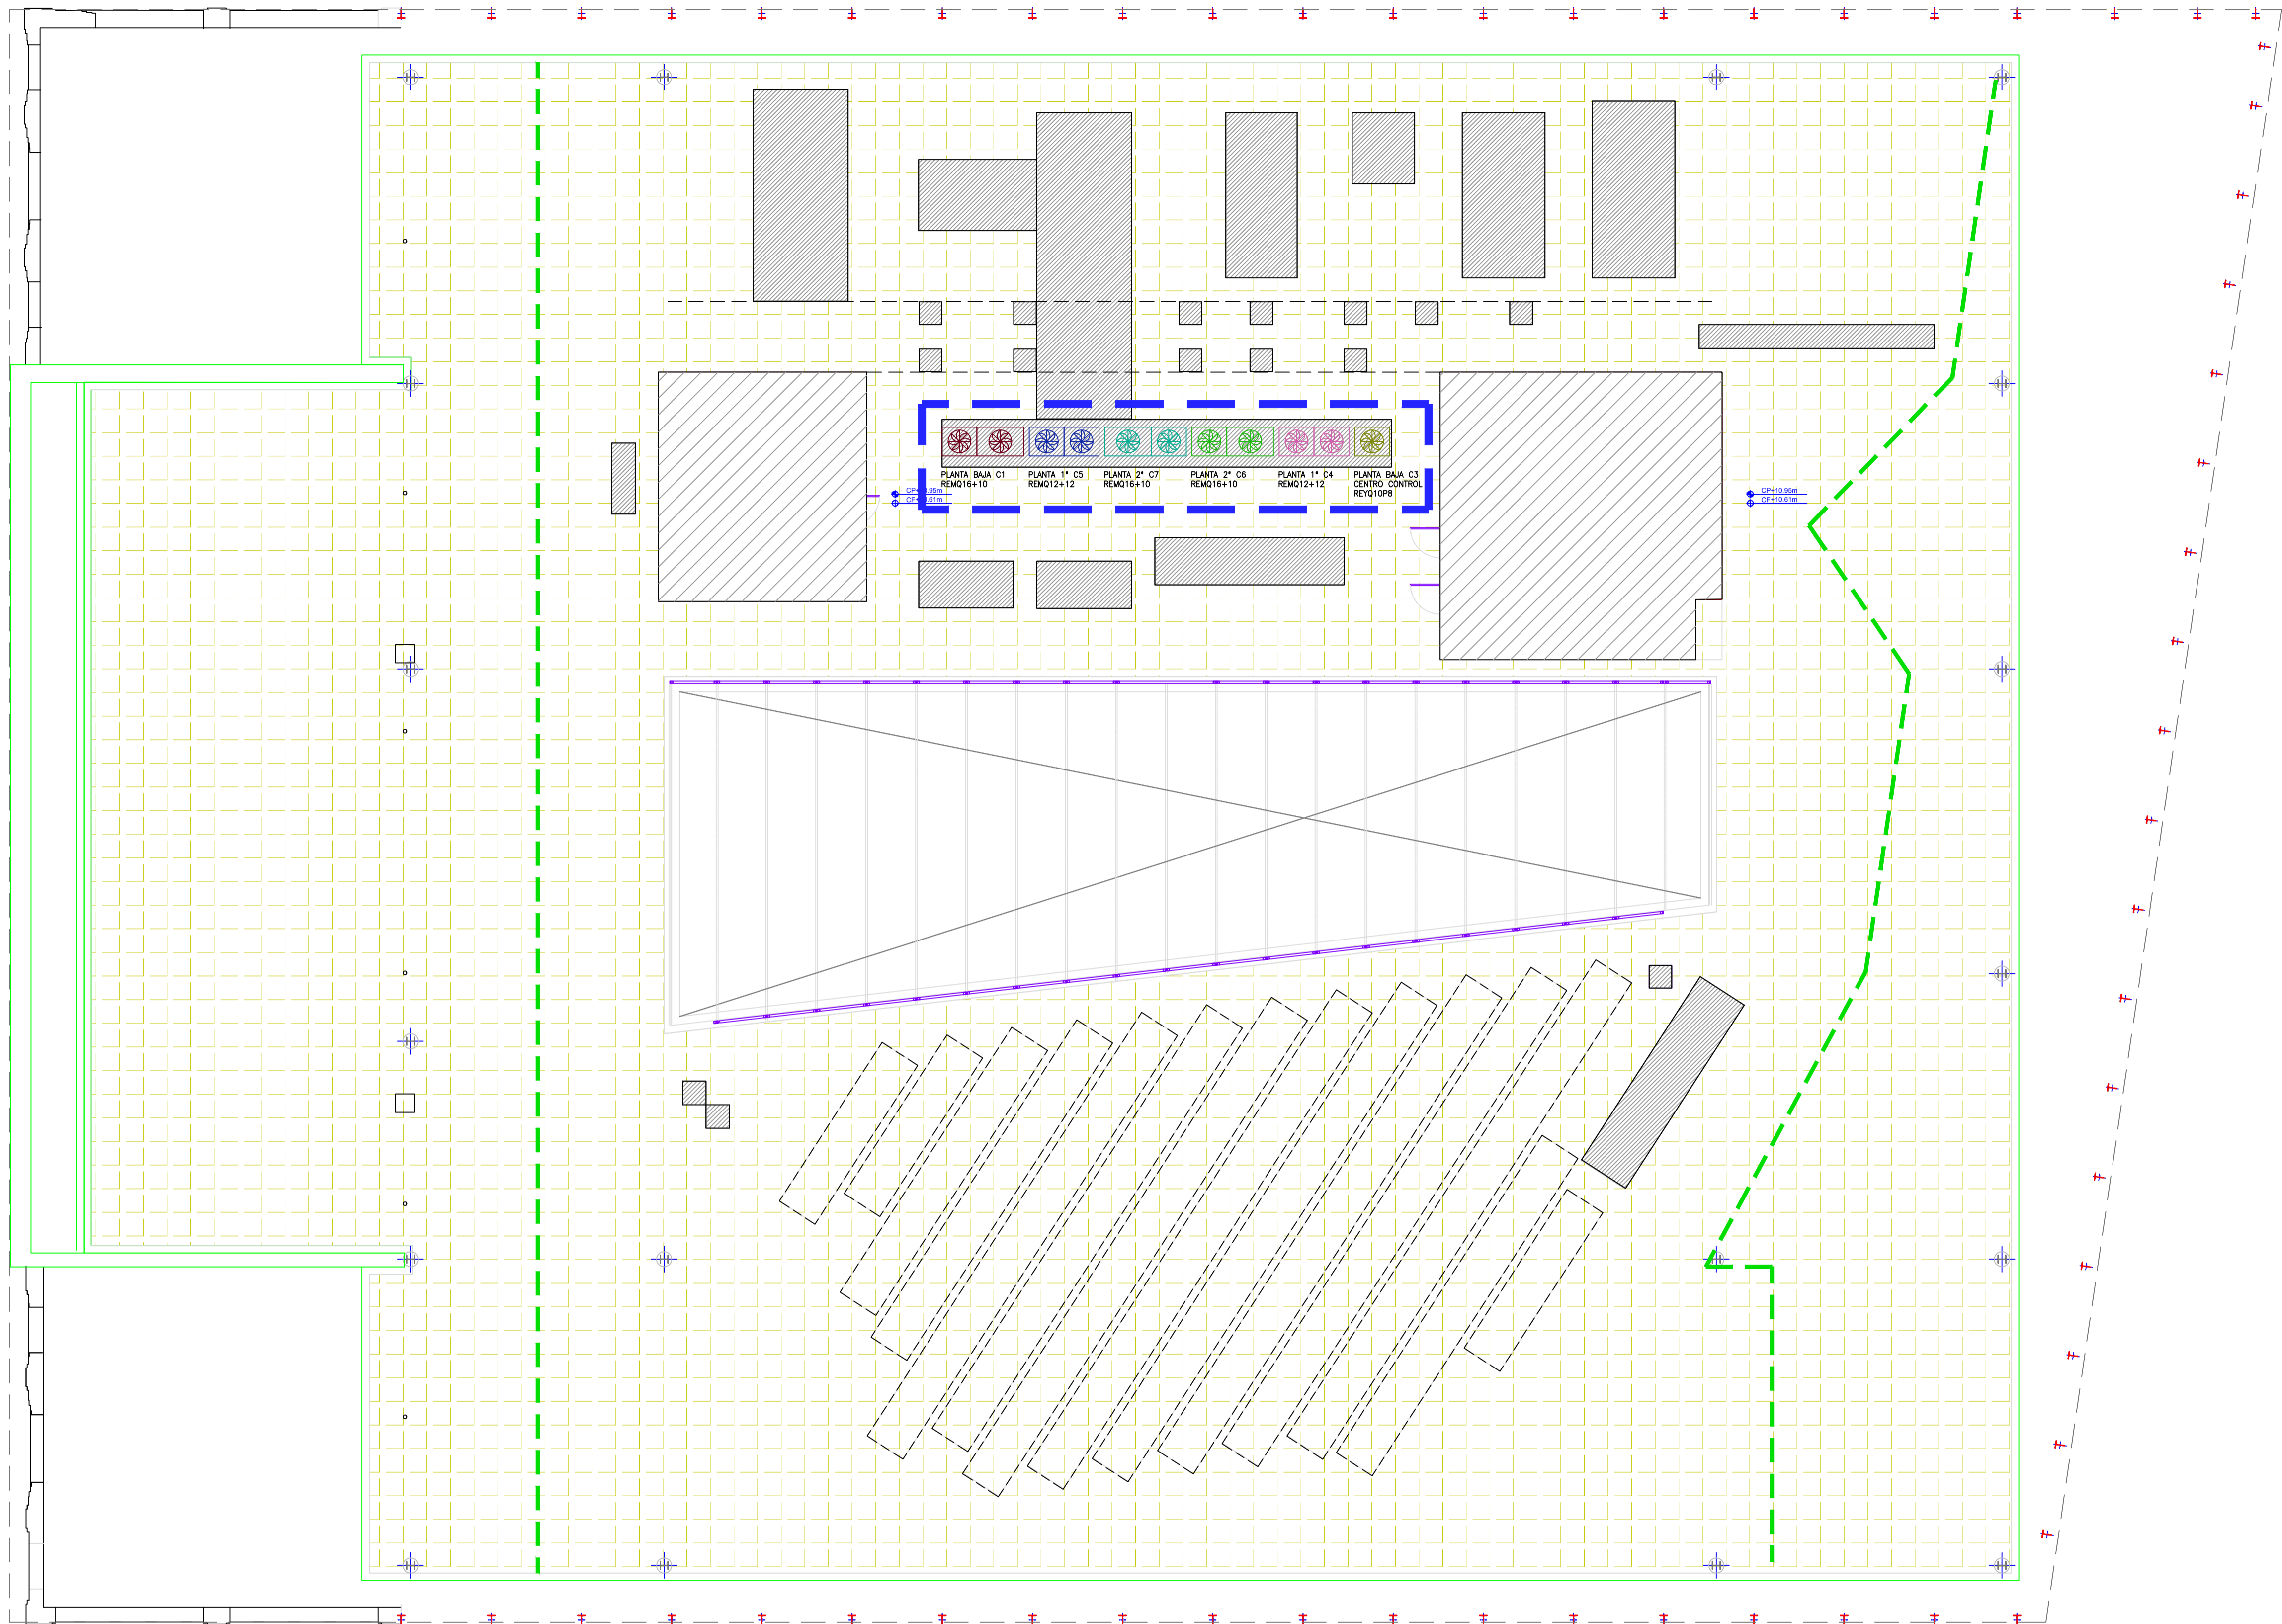 PLANTA BAJA C1
REMQ16+10
PLANTA 1ª C5
REMQ12+12
PLANTA 2ª C7
REMQ16+10
PLANTA 2ª C6
REMQ16+10
PLANTA 1ª C4
REMQ12+12
PLANTA BAJA C3
CENTRO CONTROL
REYQ10P8
CP+10.95m
CF+10.61m